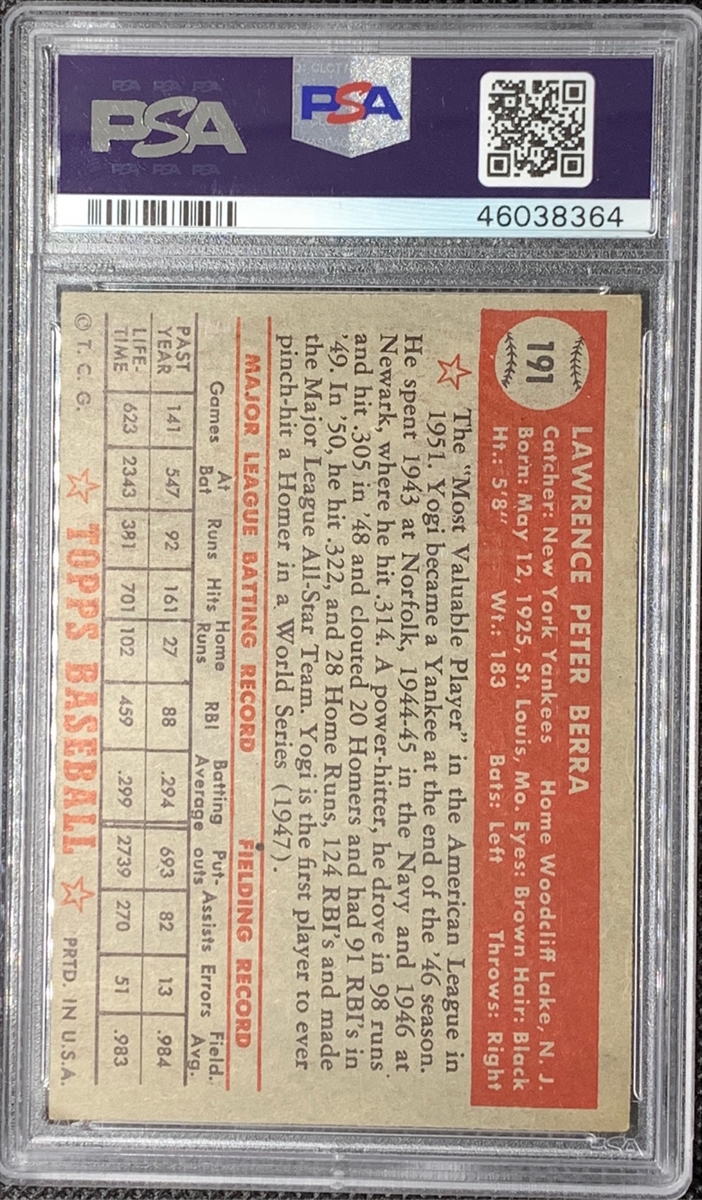 PSA
PSA
46038364
191
LAWRENCE PETER BERRA
Catcher: New York Yankees Home Woodcliff Lake, N. J.
Born: May 12, 1925, St. Louis, Mo. Eyes: Brown Hair: Black
Ht.: 5'8" Wt.: 183 Bats: Left Throws: Right
The "Most Valuable Player" in the American League in
1951. Yogi became a Yankee at the end of the '46 season.
He spent 1943 at Norfolk, 1944-45 in the Navy and 1946 at
Newark, where he hit .314. A power-hitter, he drove in 98 runs
and hit .305 in '48 and clouted 20 Homers and had 91 RBI's in
'49. In '50, he hit .322, and 28 Home Runs, 124 RBI's and made
the Major League All-Star Team. Yogi is the first player to ever
pinch-hit a Homer in a World Series (1947).
MAJOR LEAGUE BATTING RECORD FIELDING RECORD
Games At Bat Runs Hits Home Runs RBI Batting Average Put-outs Assists Errors Field. Avg.
PAST YEAR 141 547 92 161 27 88 .294 693 82 13 .984
LIFE-TIME 623 2343 381 701 102 459 .299 2739 270 51 .983
© T. C. G. TOPPS BASEBALL PRTD. IN U.S.A.